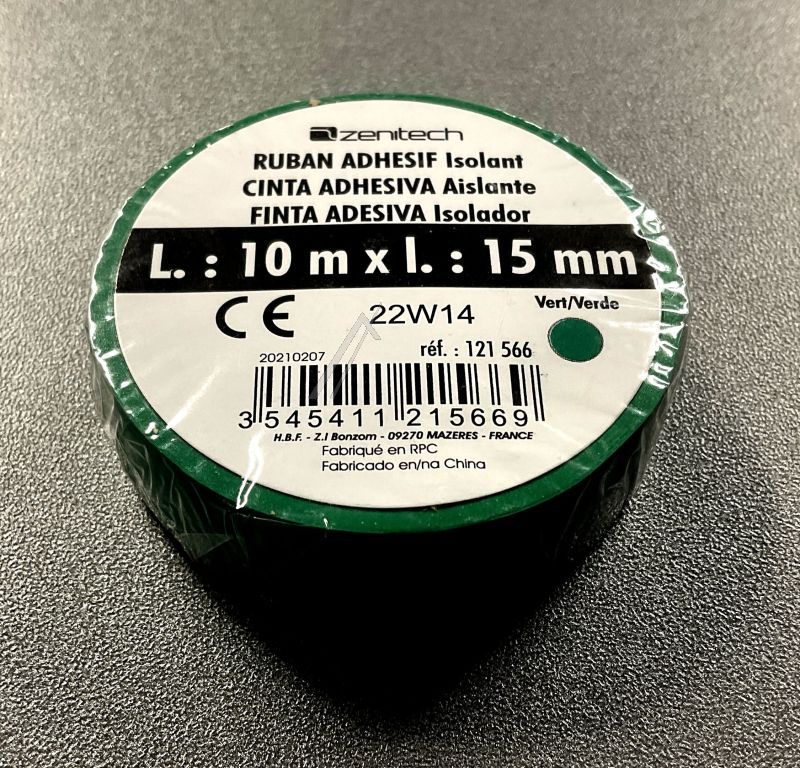 zenitech
RUBAN ADHESIF Isolant
CINTA ADHESIVA Aislante
FINTA ADESIVA Isolador
L. : 10 m x l. : 15 mm
CE 22W14 Vert/Verde
20210207 réf. : 121 566
3 545411 215669
H.B.F. - Z.I Bonzom - 09270 MAZERES - FRANCE
Fabriqué en RPC
Fabricado en/na China